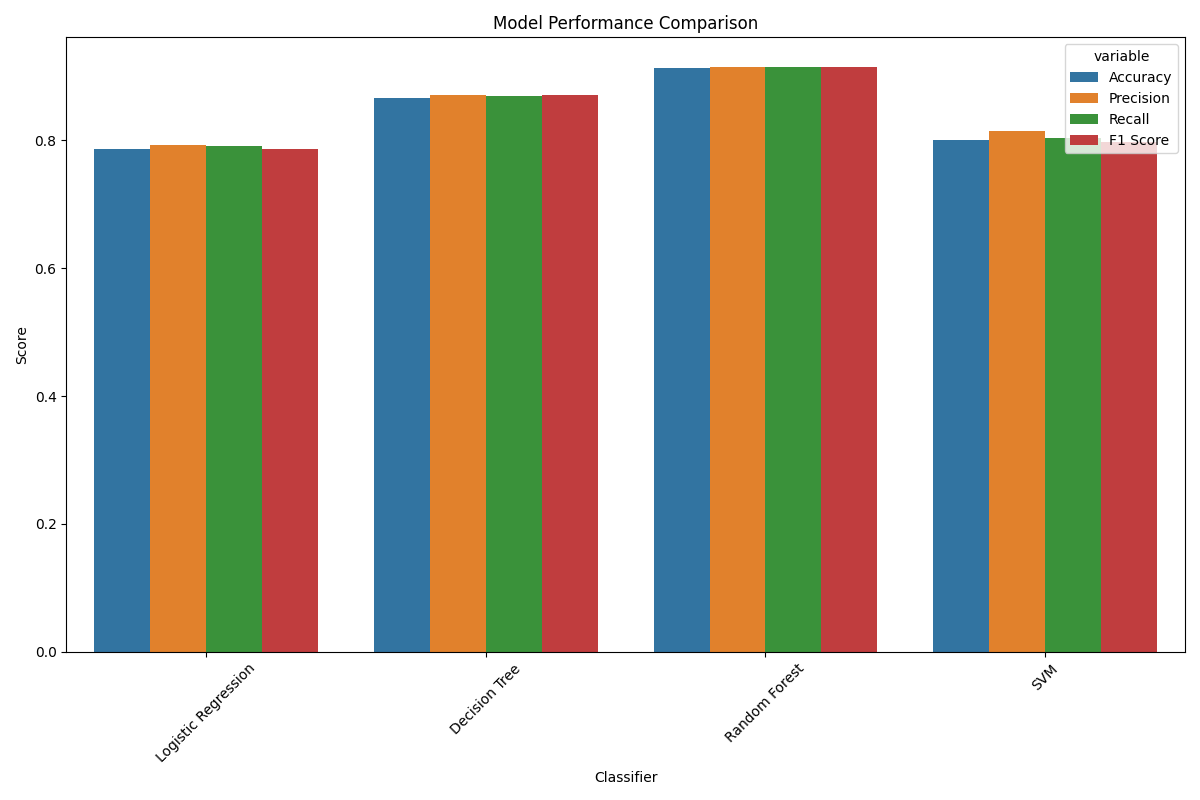 Model Performance Comparison
variable
Accuracy
Precision
Recall
F1 Score
Score
0.8
0.6
0.4
0.2
0.0
Logistic Regression
Decision Tree
Random Forest
SVM
Classifier